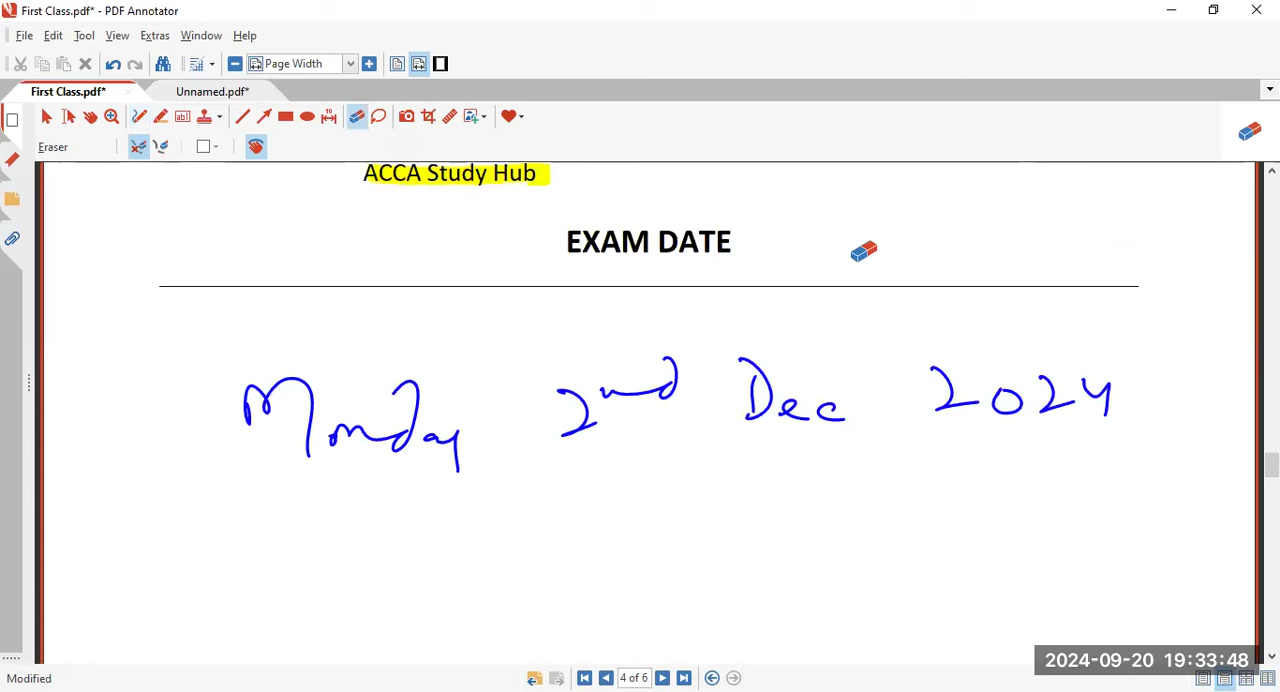 First Class.pdf* - PDF Annotator
File Edit Tool View Extras Window Help
Page Width
First Class.pdf* Unnamed.pdf*
Eraser
ACCA Study Hub
EXAM DATE
Monday 2nd Dec 2024
2024-09-20 19:33:48
Modified
4 of 6